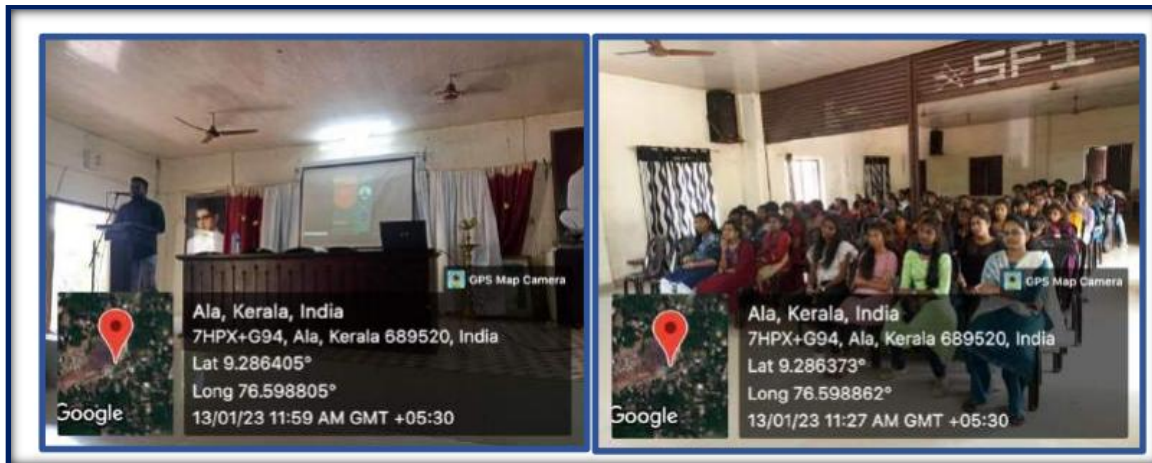 GPS Map Camera
Ala, Kerala, India
7HPX+G94, Ala, Kerala 689520, India
Lat 9.286405°
Long 76.598805°
13/01/23 11:59 AM GMT +05:30
Google
SFI
GPS Map Camera
Ala, Kerala, India
7HPX+G94, Ala, Kerala 689520, India
Lat 9.286373°
Long 76.598862°
13/01/23 11:27 AM GMT +05:30
Google